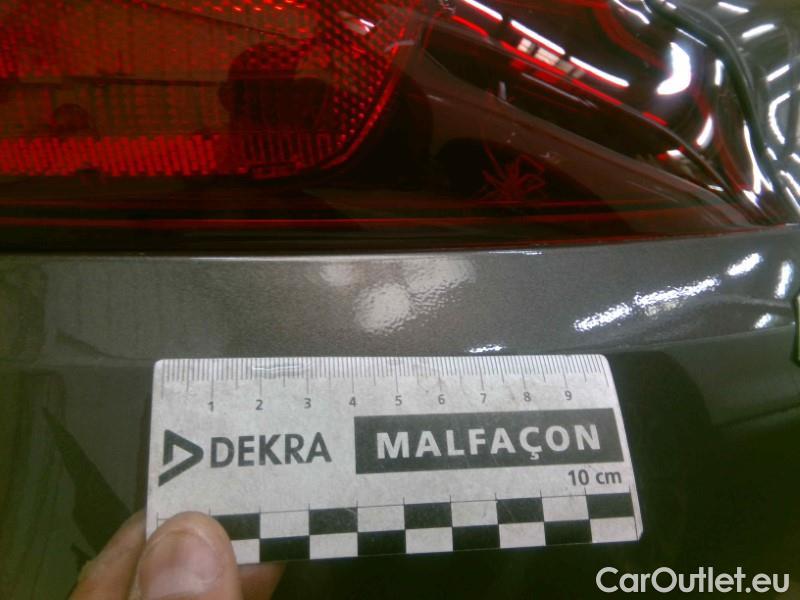 1 2 3 4 5 6 7 8 9
DEKRA MALFAÇON
10 cm
CarOutlet.eu